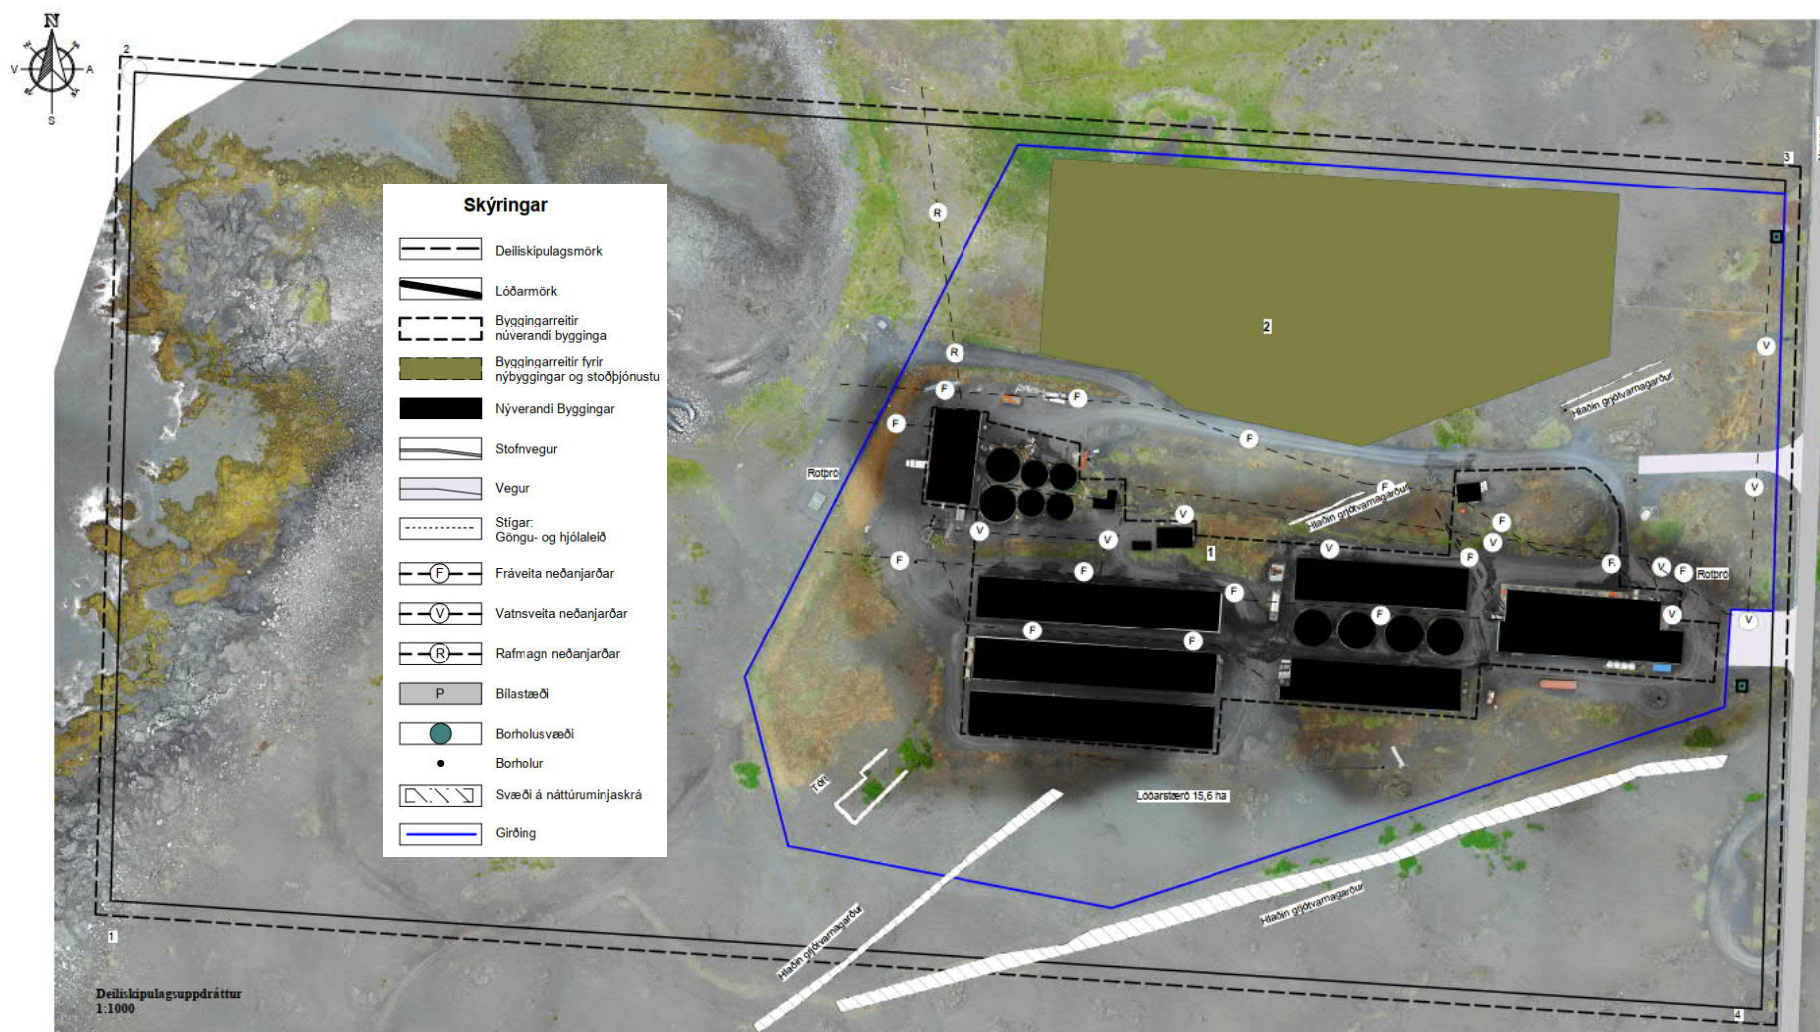 N
V
A
S
2
3
Skýringar
Deiliskipulagsmörk
Lóðarmörk
Byggingarreitir
núverandi bygginga
Byggingarreitir fyrir
nýbyggingar og stoðþjónustu
Nýverandi Byggingar
Stofnvegur
Vegur
Stígar:
Göngu- og hjólaleið
F
Fráveita neðanjarðar
V
Vatnsveita neðanjarðar
R
Rafmagn neðanjarðar
P
Bílastæði
Borholusvæði
Borholur
Svæði á náttúruminjaskrá
Girðing
R
R
2
V
Hlaðin grjótvarnagarður
F
F
F
F
F
V
Rotþró
Hlaðin grjótvarnagarður
V
V
V
1
V
F
V
F
F
F
V
F
Rotþró
F
F
F
V
V
F
F
Tóft
Lóðarstærð 15,6 ha
Hlaðin grjótvarnagarður
Hlaðin grjótvarnagarður
1
4
Deiliskipulagsuppdráttur
1:1000